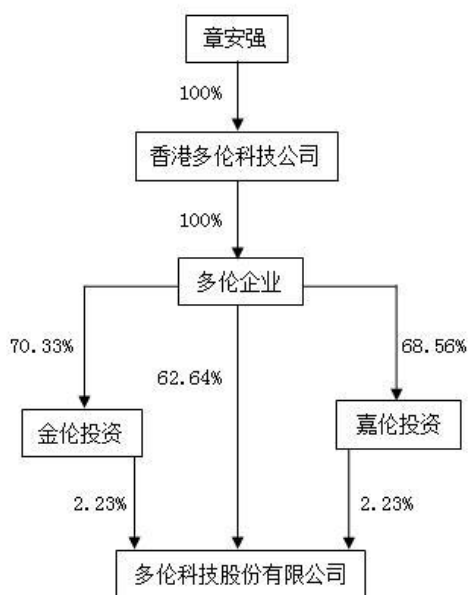 章安强
100%
香港多伦科技公司
100%
多伦企业
70.33%
62.64%
68.56%
金伦投资
嘉伦投资
2.23%
2.23%
多伦科技股份有限公司